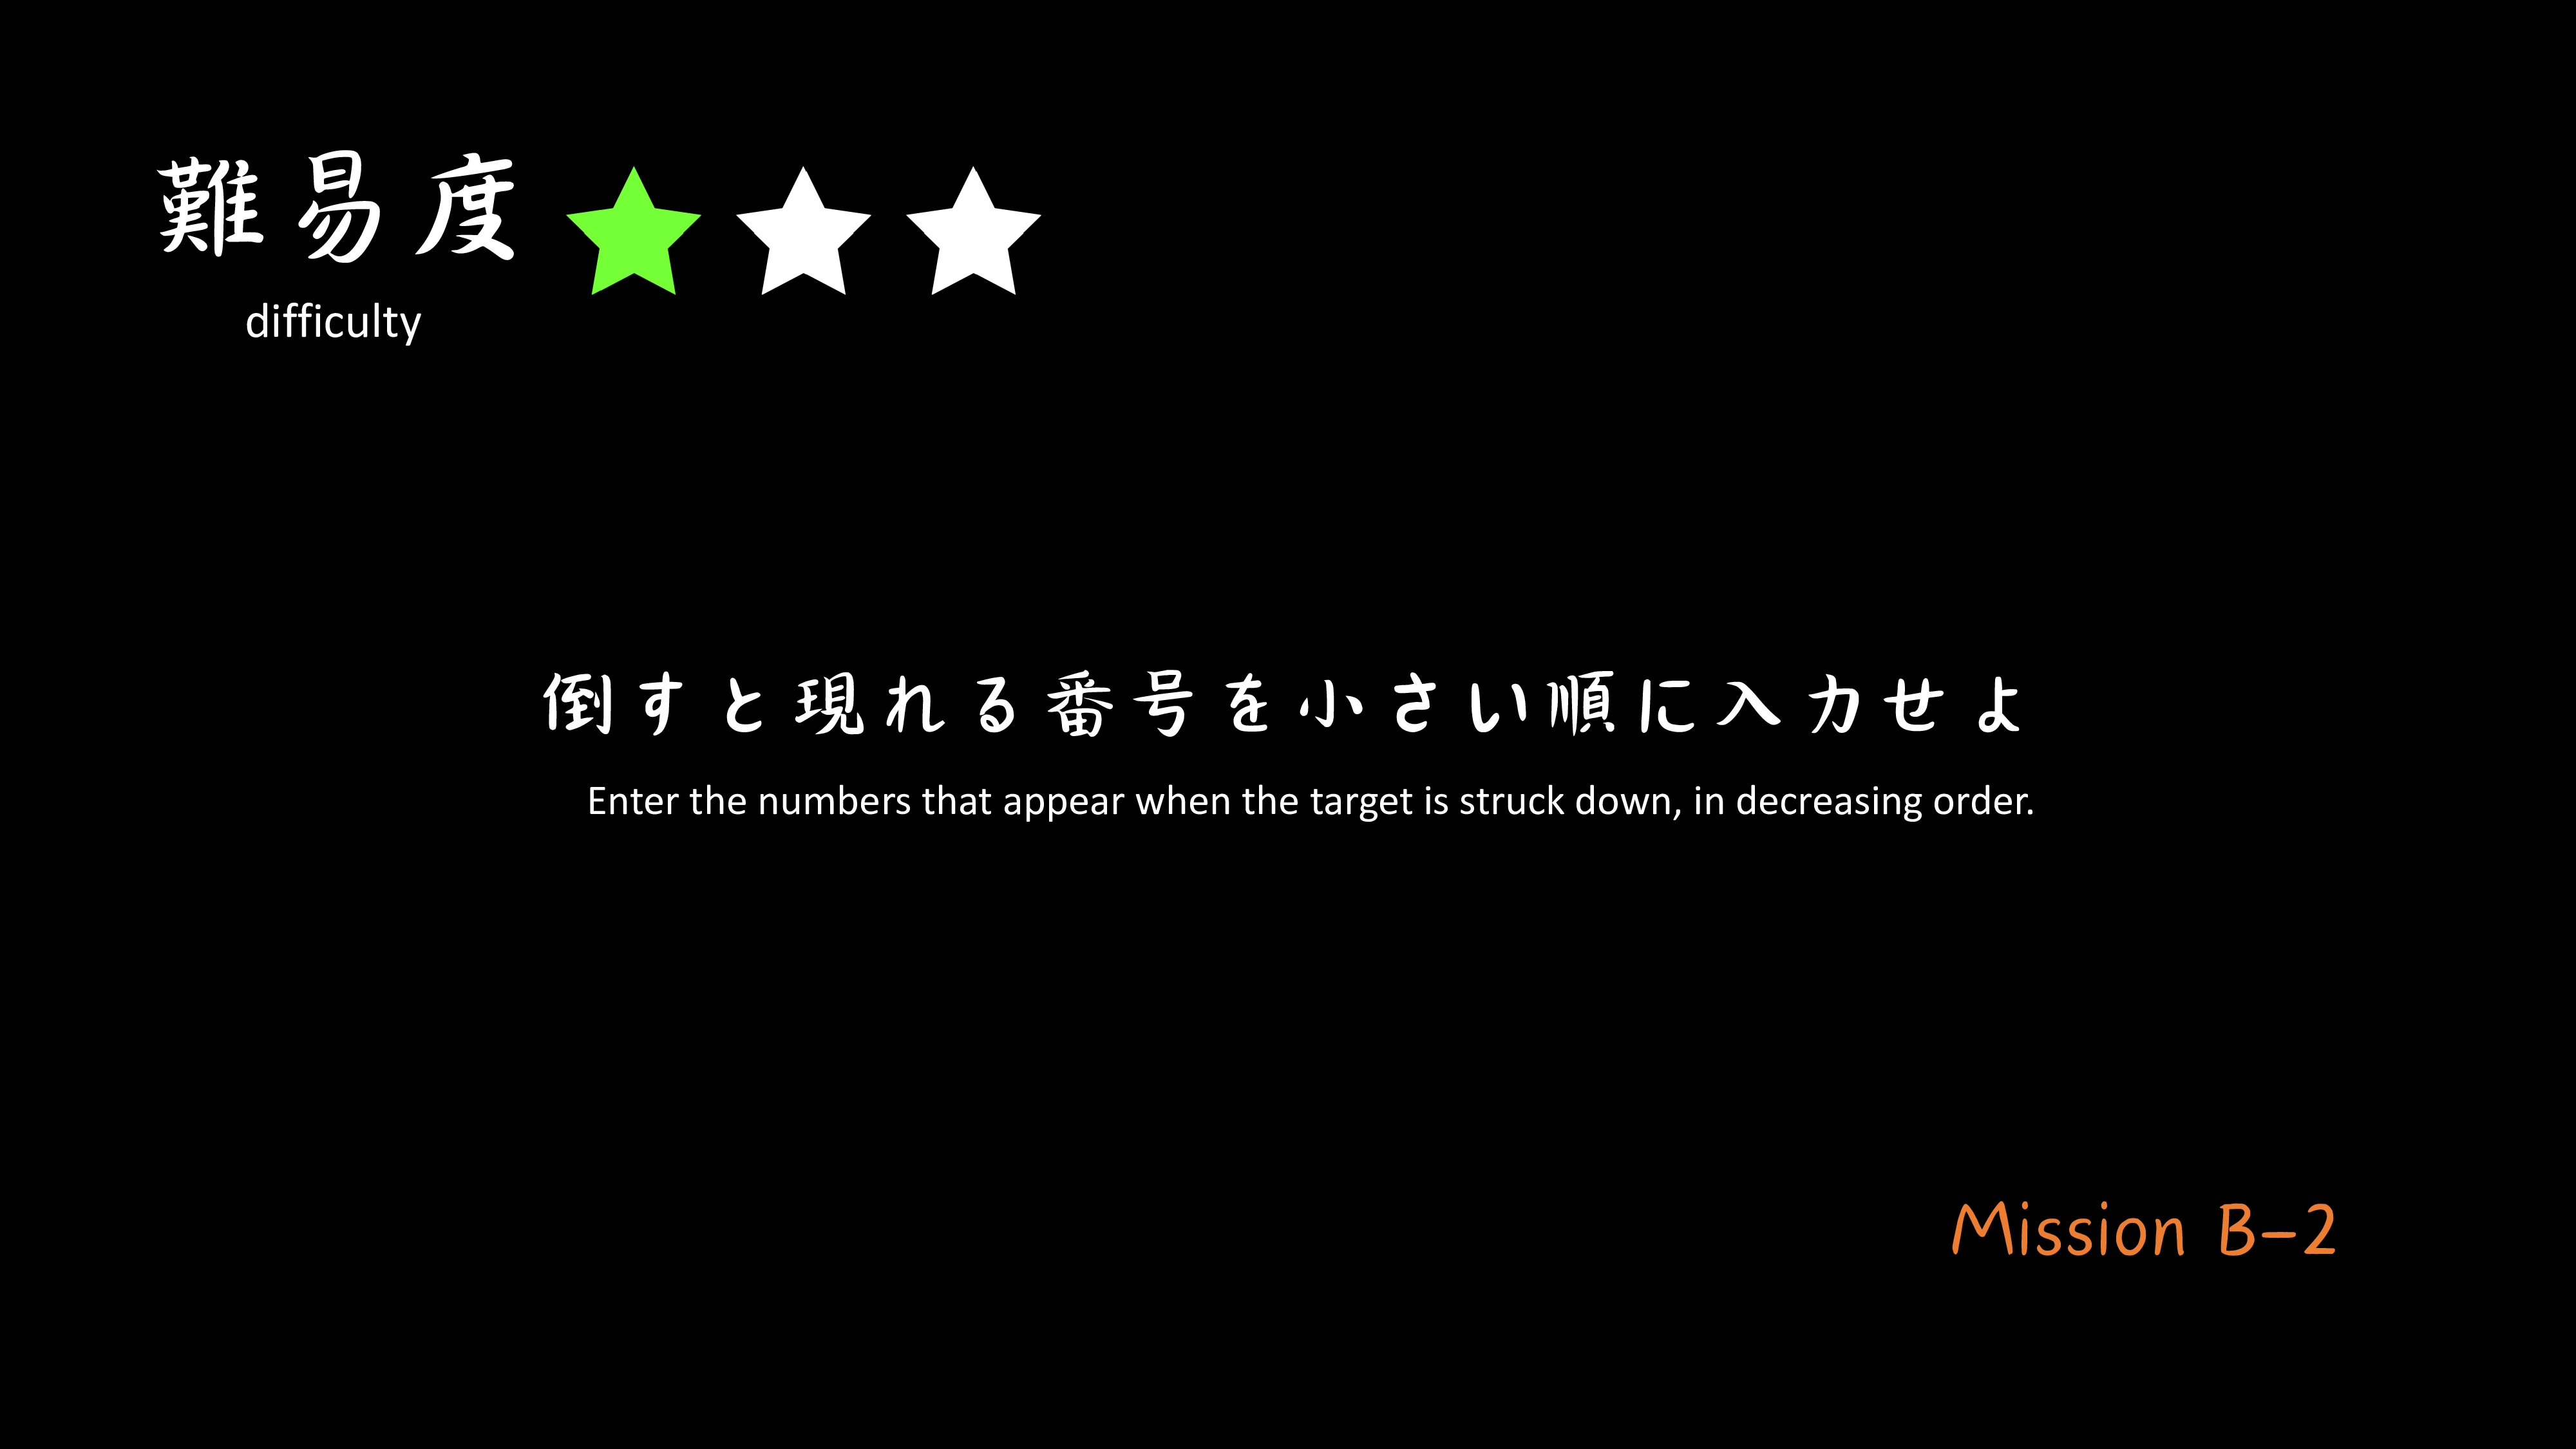 難易度
difficulty
倒すと現れる番号を小さい順に入力せよ
Enter the numbers that appear when the target is struck down, in decreasing order.
Mission B-2